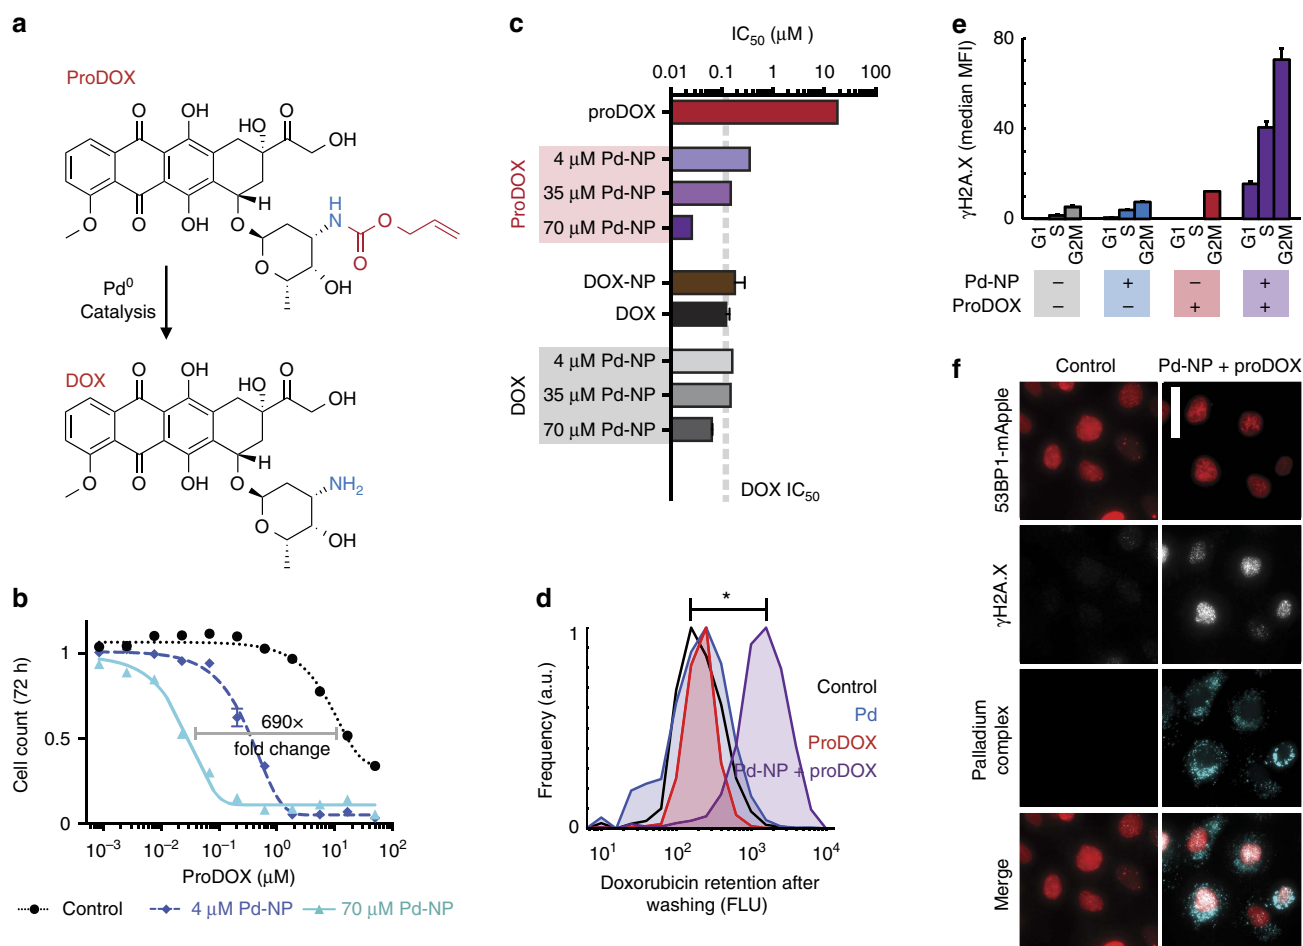 a
ProDOX
O
OH
HO
O
OH
O
O
OH
O
H
H
N
O
O
O
OH
Pd⁰
Catalysis
DOX
O
OH
HO
O
OH
O
O
OH
O
H
NH₂
O
OH
b
Cell count (72 h)
1
0.5
0
690×
fold change
10⁻³ 10⁻² 10⁻¹ 10⁰ 10¹ 10²
ProDOX (μM)
Control 4 μM Pd-NP 70 μM Pd-NP
c
IC₅₀ (μM )
0.01 0.1 1 10 100
proDOX
ProDOX
4 μM Pd-NP
35 μM Pd-NP
70 μM Pd-NP
DOX-NP
DOX
DOX
4 μM Pd-NP
35 μM Pd-NP
70 μM Pd-NP
DOX IC₅₀
d
*
Frequency (a.u.)
1
0
Control
Pd
ProDOX
Pd-NP + proDOX
10¹ 10² 10³ 10⁴
Doxorubicin retention after
washing (FLU)
e
γH2A.X (median MFI)
80
40
0
G1 S G2M G1 S G2M G1 S G2M G1 S G2M
Pd-NP − + − +
ProDOX − − + +
f
Control Pd-NP + proDOX
53BP1-mApple
γH2A.X
Palladium
complex
Merge